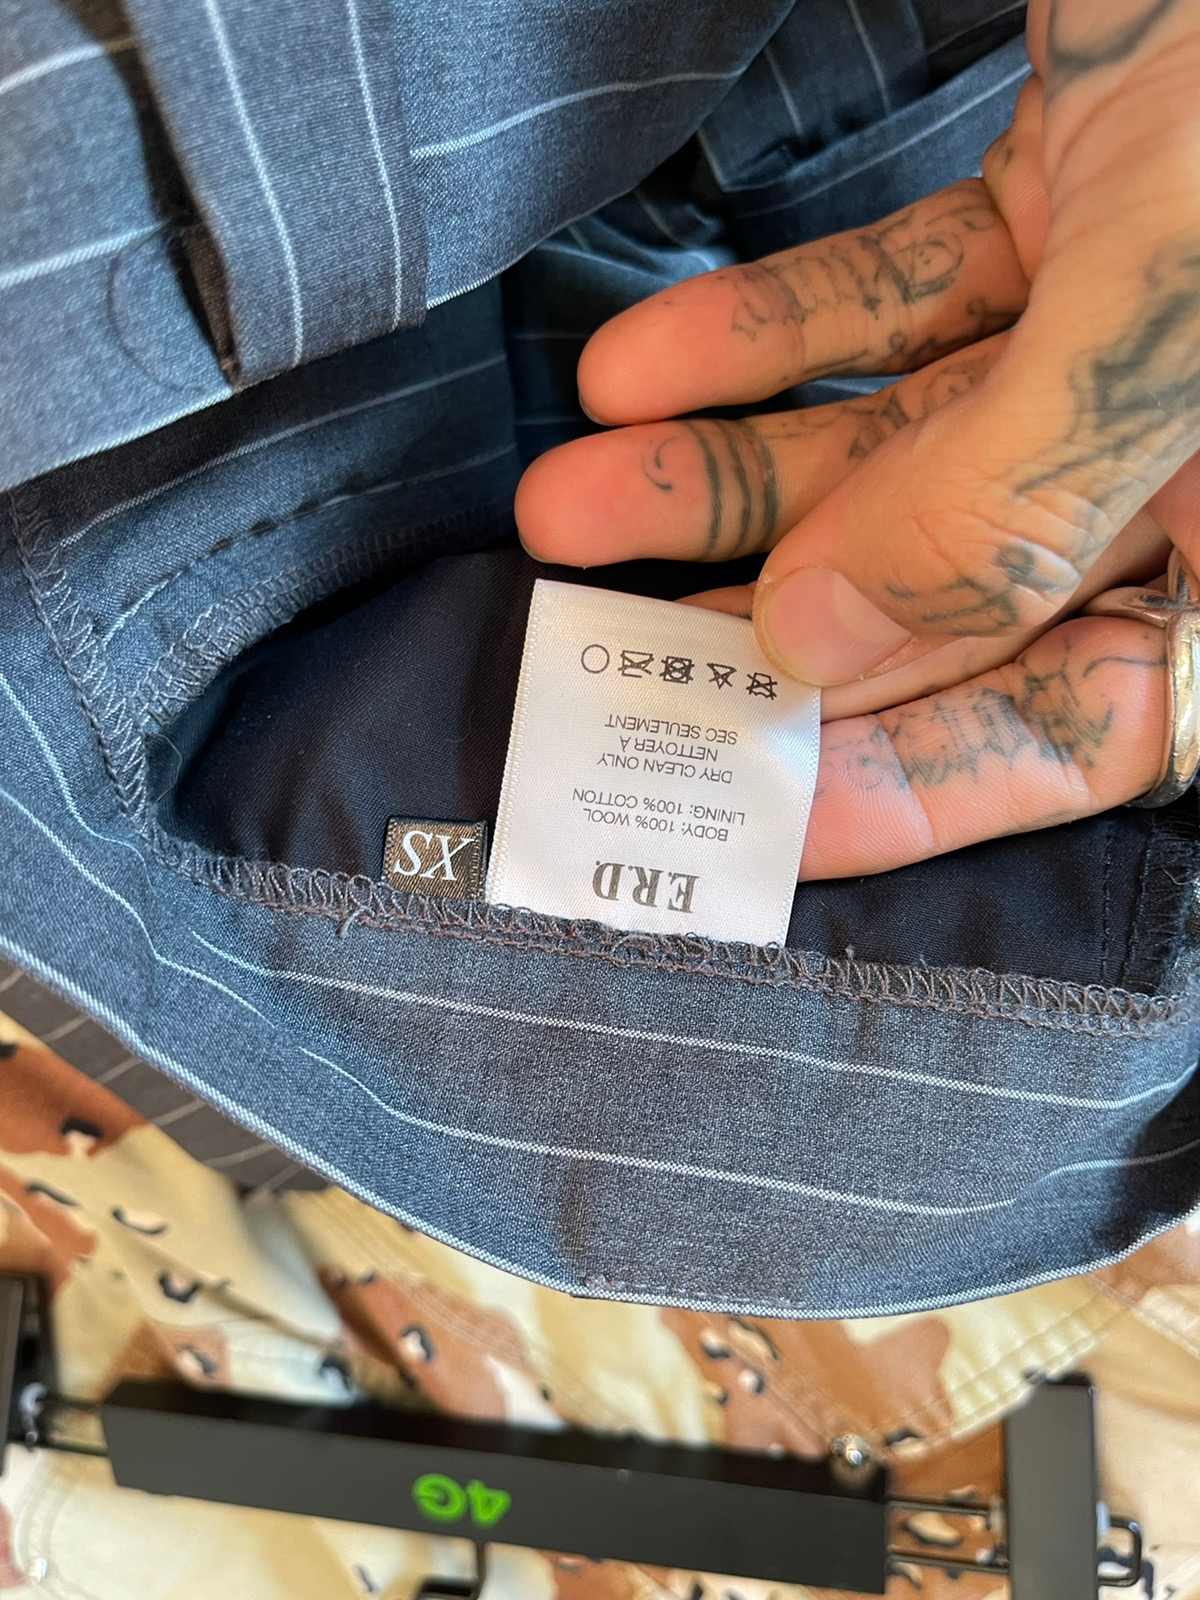 E.R.D.
BODY: 100% WOOL
LINING: 100% COTTON
DRY CLEAN ONLY
NETTOYER A
SEC SEULEMENT
XS
4G